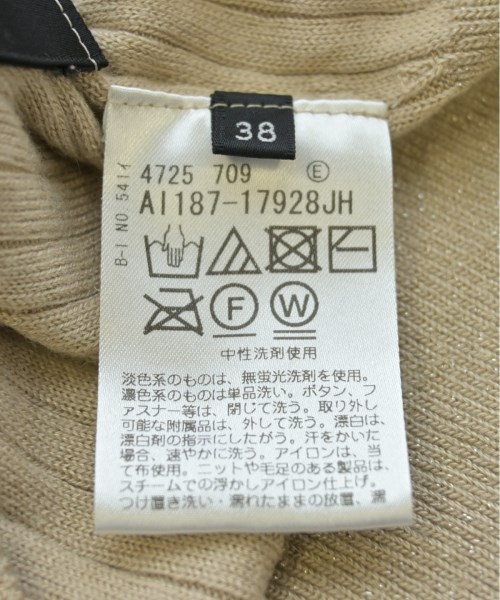 38
4725 709 Ⓔ
AI187-17928JH
B-I NO 541イ
F W
中性洗剤使用
淡色系のものは、無蛍光洗剤を使用。
濃色系のものは単品洗い。ボタン、フ
ァスナー等は、閉じて洗う。取り外し
可能な附属品は、外して洗う。漂白は、
漂白剤の指示にしたがう。汗をかいた
場合、速やかに洗う。アイロンは、当
て布使用。ニットや毛足のある製品は、
スチームでの浮かしアイロン仕上げ。
つけ置き洗い・濡れたままの放置、濡